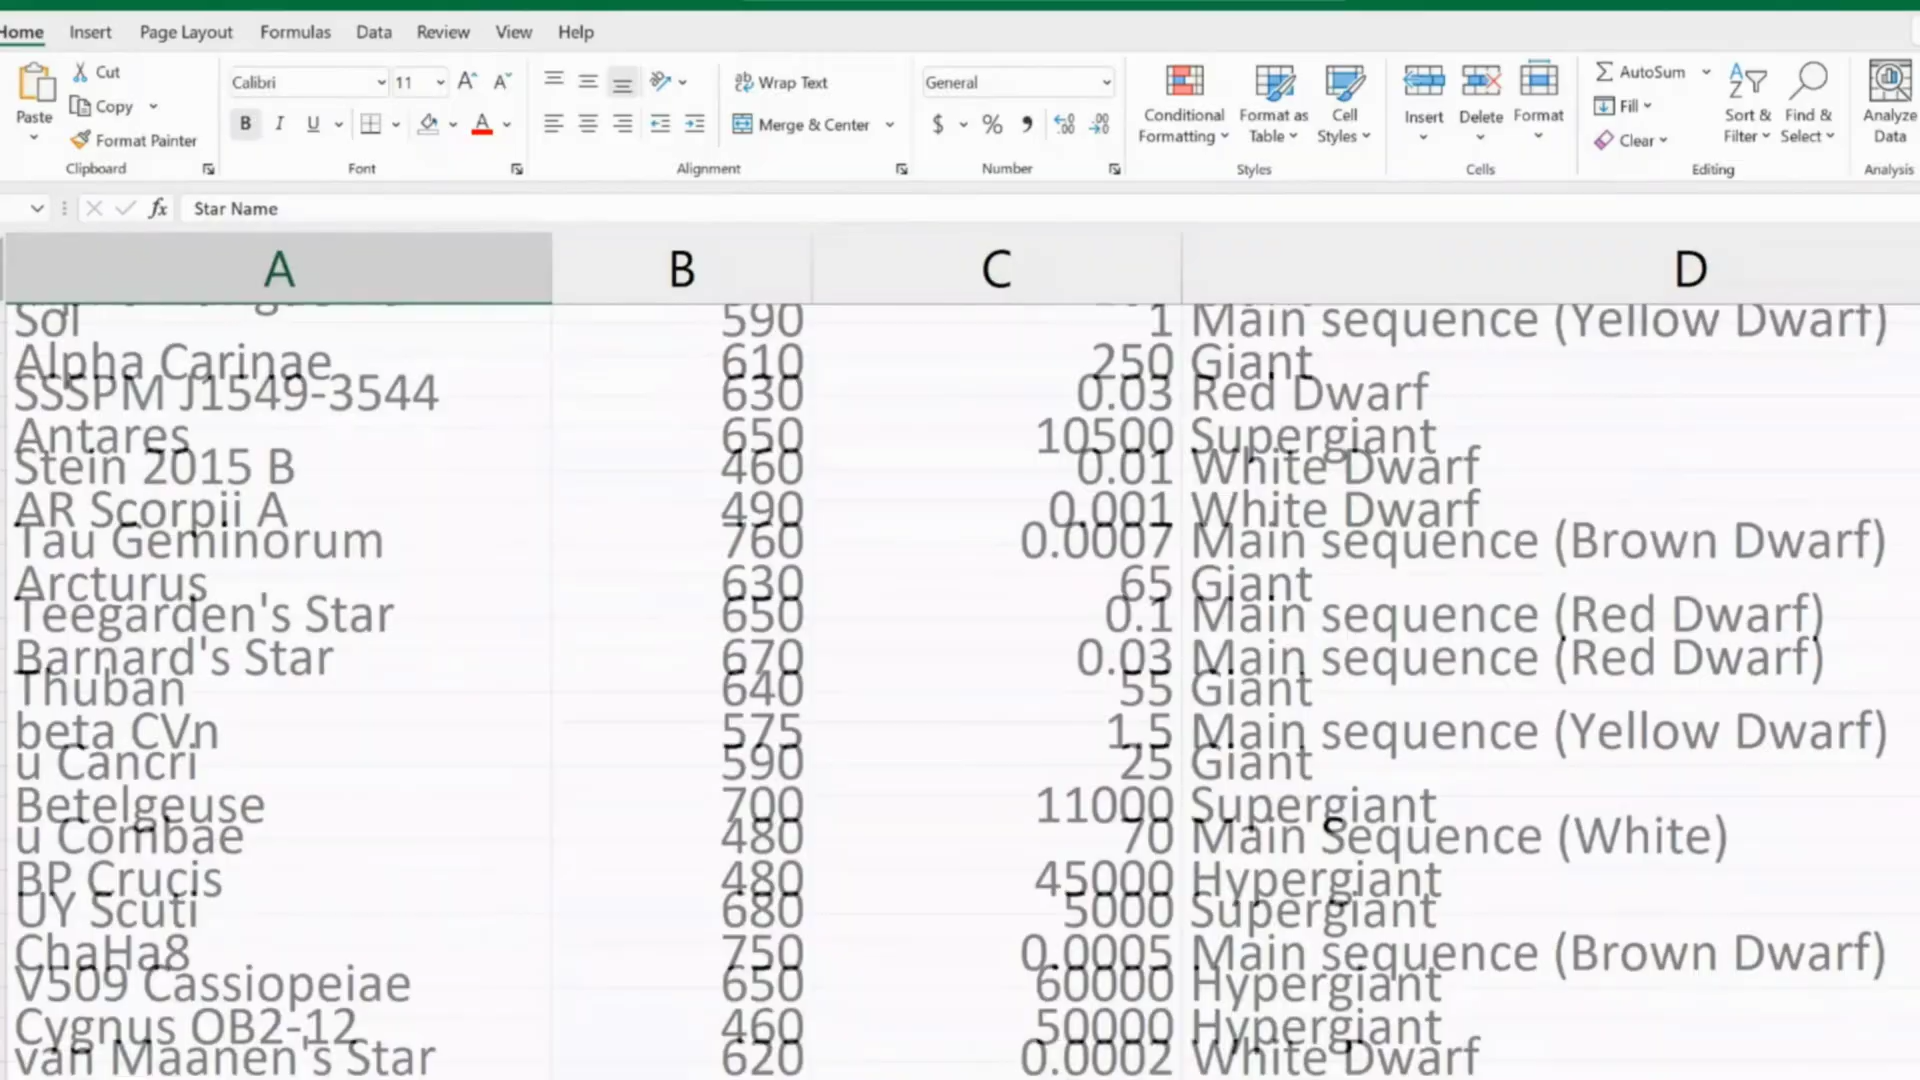 Home Insert Page Layout Formulas Data Review View Help
Cut
Calibri 11
Wrap Text
General
AutoSum
Copy
Fill
Paste
Format Painter
B I U
A
Merge & Center
$ % ,
Conditional Formatting
Format as Table
Cell Styles
Insert Delete Format
Clear
Sort & Filter
Find & Select
Analyze Data
Clipboard Font Alignment Number Styles Cells Editing Analysis
fx Star Name
A B C D
Sol 590 1 Main sequence (Yellow Dwarf)
Alpha Carinae 610 250 Giant
SSSPM J1549-3544 630 0.03 Red Dwarf
Antares 650 10500 Supergiant
Stein 2015 B 460 0.01 White Dwarf
AR Scorpii A 490 0.001 White Dwarf
Tau Geminorum 760 0.0007 Main sequence (Brown Dwarf)
Arcturus 630 65 Giant
Teegarden's Star 650 0.1 Main sequence (Red Dwarf)
Barnard's Star 670 0.03 Main sequence (Red Dwarf)
Thuban 640 55 Giant
beta CVn 575 1.5 Main sequence (Yellow Dwarf)
u Cancri 590 25 Giant
Betelgeuse 700 11000 Supergiant
u Combae 480 70 Main Sequence (White)
BP Crucis 480 45000 Hypergiant
UY Scuti 680 5000 Supergiant
ChaHa8 750 0.0005 Main sequence (Brown Dwarf)
V509 Cassiopeiae 650 60000 Hypergiant
Cygnus OB2-12 460 50000 Hypergiant
van Maanen's Star 620 0.0002 White Dwarf